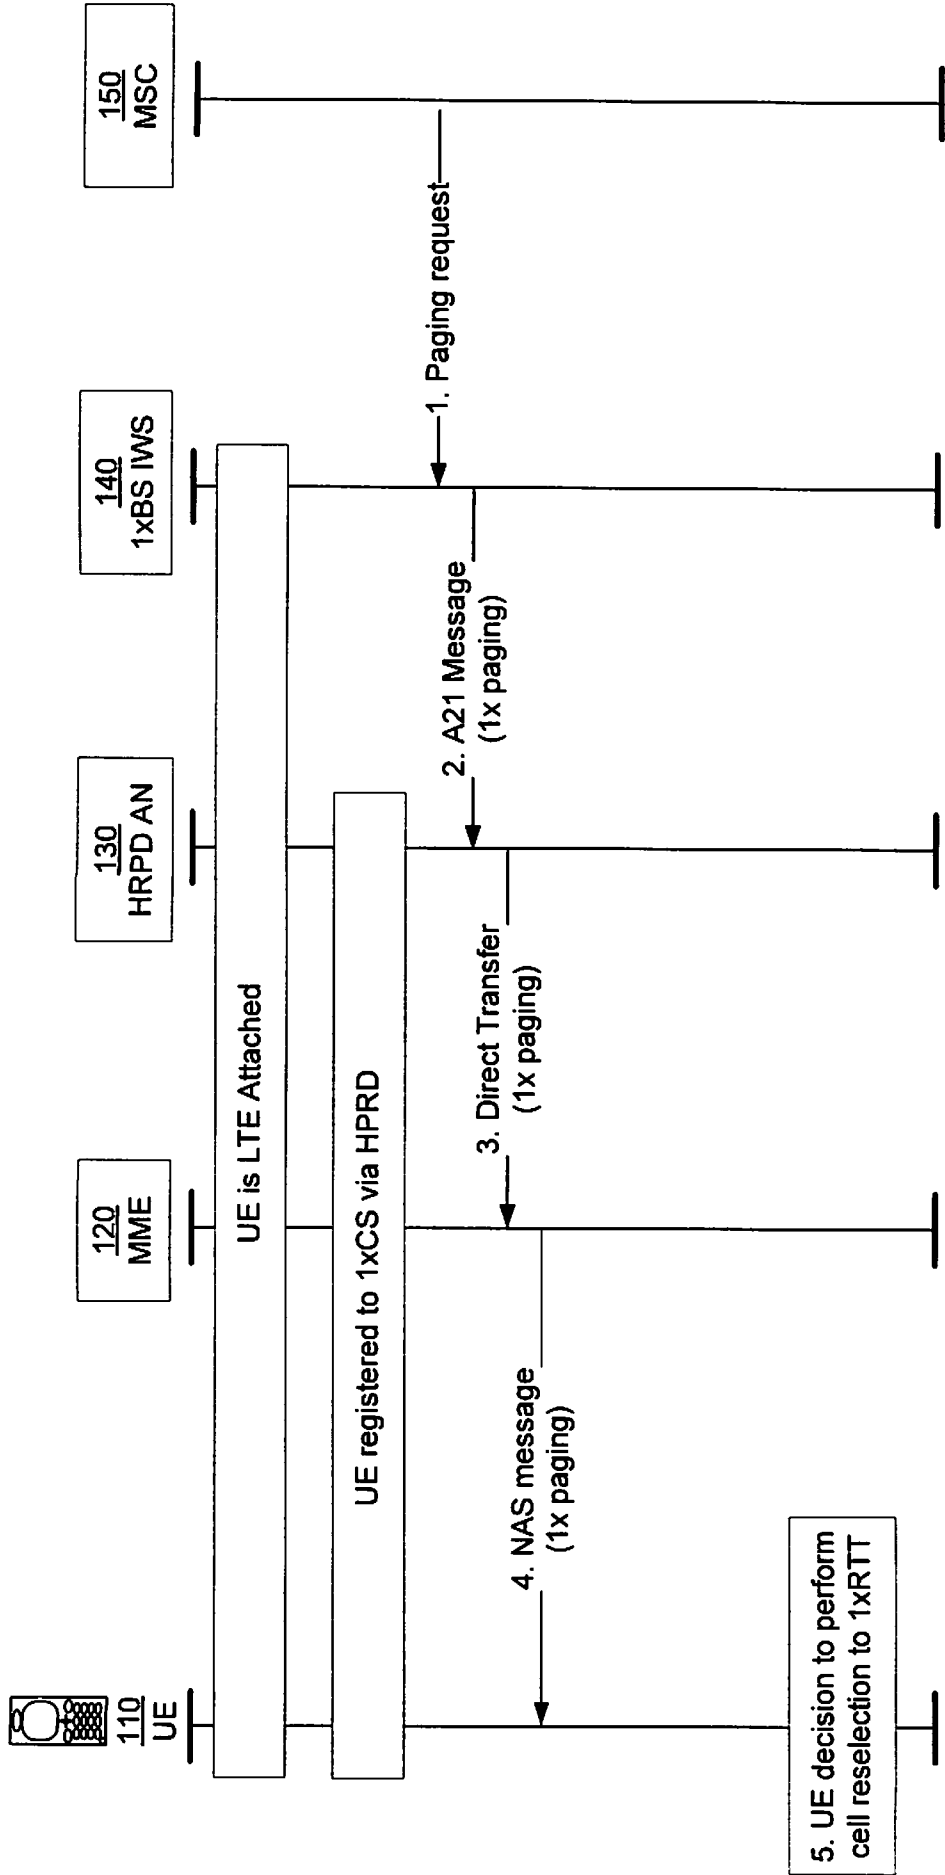 110
UE
120
MME
130
HRPD AN
140
1xBS IWS
150
MSC
UE is LTE Attached
UE registered to 1xCS via HPRD
1. Paging request
2. A21 Message
(1x paging)
3. Direct Transfer
(1x paging)
4. NAS message
(1x paging)
5. UE decision to perform
cell reselection to 1xRTT